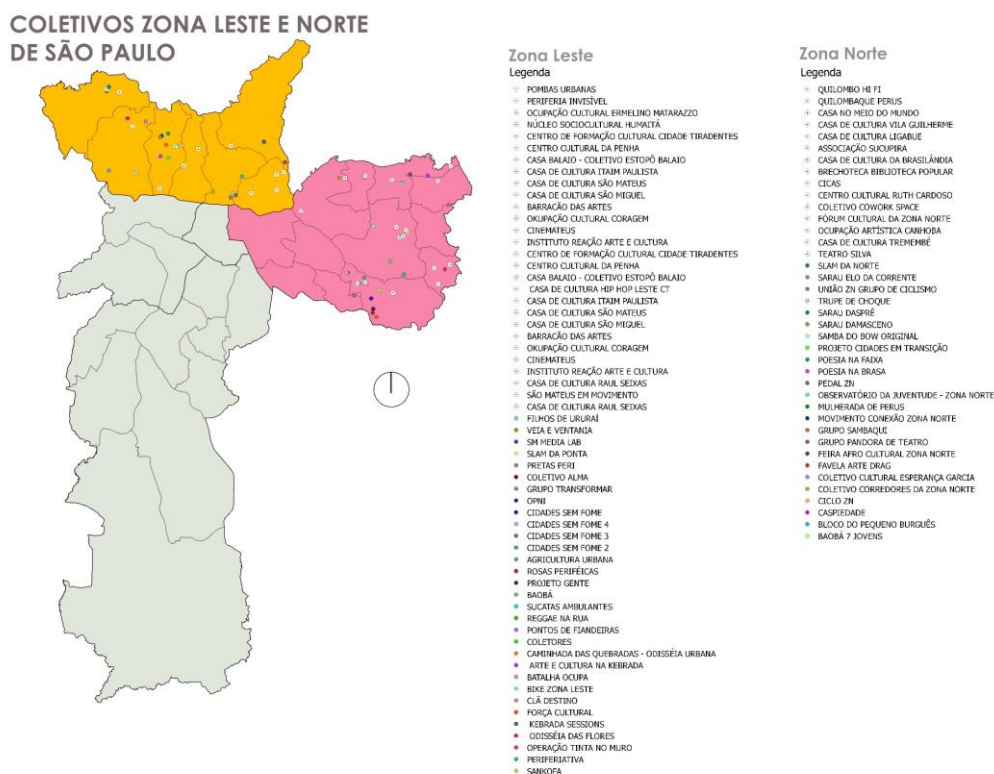 COLETIVOS ZONA LESTE E NORTE
DE SÃO PAULO
Zona Leste
Legenda
POMBAS URBANAS
PERIFERIA INVISÍVEL
OCUPAÇÃO CULTURAL ERMELINO MATARAZZO
NÚCLEO SOCIOCULTURAL HUMAITÁ
CENTRO DE FORMAÇÃO CULTURAL CIDADE TIRADENTES
CENTRO CULTURAL DA PENHA
CASA BALAIO - COLETIVO ESTOPÔ BALAIO
CASA DE CULTURA ITAIM PAULISTA
CASA DE CULTURA SÃO MATEUS
CASA DE CULTURA SÃO MIGUEL
BARRACÃO DAS ARTES
OKUPAÇÃO CULTURAL CORAGEM
CINEMATEUS
INSTITUTO REAÇÃO ARTE E CULTURA
CENTRO DE FORMAÇÃO CULTURAL CIDADE TIRADENTES
CENTRO CULTURAL DA PENHA
CASA BALAIO - COLETIVO ESTOPÔ BALAIO
CASA DE CULTURA HIP HOP LESTE CT
CASA DE CULTURA ITAIM PAULISTA
CASA DE CULTURA SÃO MATEUS
CASA DE CULTURA SÃO MIGUEL
BARRACÃO DAS ARTES
OKUPAÇÃO CULTURAL CORAGEM
CINEMATEUS
INSTITUTO REAÇÃO ARTE E CULTURA
CASA DE CULTURA RAUL SEIXAS
SÃO MATEUS EM MOVIMENTO
CASA DE CULTURA RAUL SEIXAS
FILHOS DE URURAÍ
VEIA E VENTANIA
SM MEDIA LAB
SLAM DA PONTA
PRETAS PERI
COLETIVO ALMA
GRUPO TRANSFORMAR
OPNI
CIDADES SEM FOME
CIDADES SEM FOME 4
CIDADES SEM FOME 3
CIDADES SEM FOME 2
AGRICULTURA URBANA
ROSAS PERIFÉICAS
PROJETO GENTE
BAOBÁ
SUCATAS AMBULANTES
REGGAE NA RUA
PONTOS DE FIANDEIRAS
COLETORES
CAMINHADA DAS QUEBRADAS - ODISSÉIA URBANA
ARTE E CULTURA NA KEBRADA
BATALHA OCUPA
BIKE ZONA LESTE
CLÃ DESTINO
FORÇA CULTURAL
KEBRADA SESSIONS
ODISSÉIA DAS FLORES
OPERAÇÃO TINTA NO MURO
PERIFERIATIVA
SANKOFA
Zona Norte
Legenda
QUILOMBO HI FI
QUILOMBAQUE PERUS
CASA NO MEIO DO MUNDO
CASA DE CULTURA VILA GUILHERME
CASA DE CULTURA LIGABUE
ASSOCIAÇÃO SUCUPIRA
CASA DE CULTURA DA BRASILÂNDIA
BRECHOTECA BIBLIOTECA POPULAR
CICAS
CENTRO CULTURAL RUTH CARDOSO
COLETIVO COWORK SPACE
FÓRUM CULTURAL DA ZONA NORTE
OCUPAÇÃO ARTÍSTICA CANHOBA
CASA DE CULTURA TREMEMBÉ
TEATRO SILVA
SLAM DA NORTE
SARAU ELO DA CORRENTE
UNIÃO ZN GRUPO DE CICLISMO
TRUPE DE CHOQUE
SARAU DASPRÊ
SARAU DAMASCENO
SAMBA DO BOW ORIGINAL
PROJETO CIDADES EM TRANSIÇÃO
POESIA NA FAIXA
POESIA NA BRASA
PEDAL ZN
OBSERVATÓRIO DA JUVENTUDE - ZONA NORTE
MULHERADA DE PERUS
MOVIMENTO CONEXÃO ZONA NORTE
GRUPO SAMBAQUI
GRUPO PANDORA DE TEATRO
FEIRA AFRO CULTURAL ZONA NORTE
FAVELA ARTE DRAG
COLETIVO CULTURAL ESPERANÇA GARCIA
COLETIVO CORREDORES DA ZONA NORTE
CICLO ZN
CASPIEDADE
BLOCO DO PEQUENO BURGUÊS
BAOBÁ 7 JOVENS